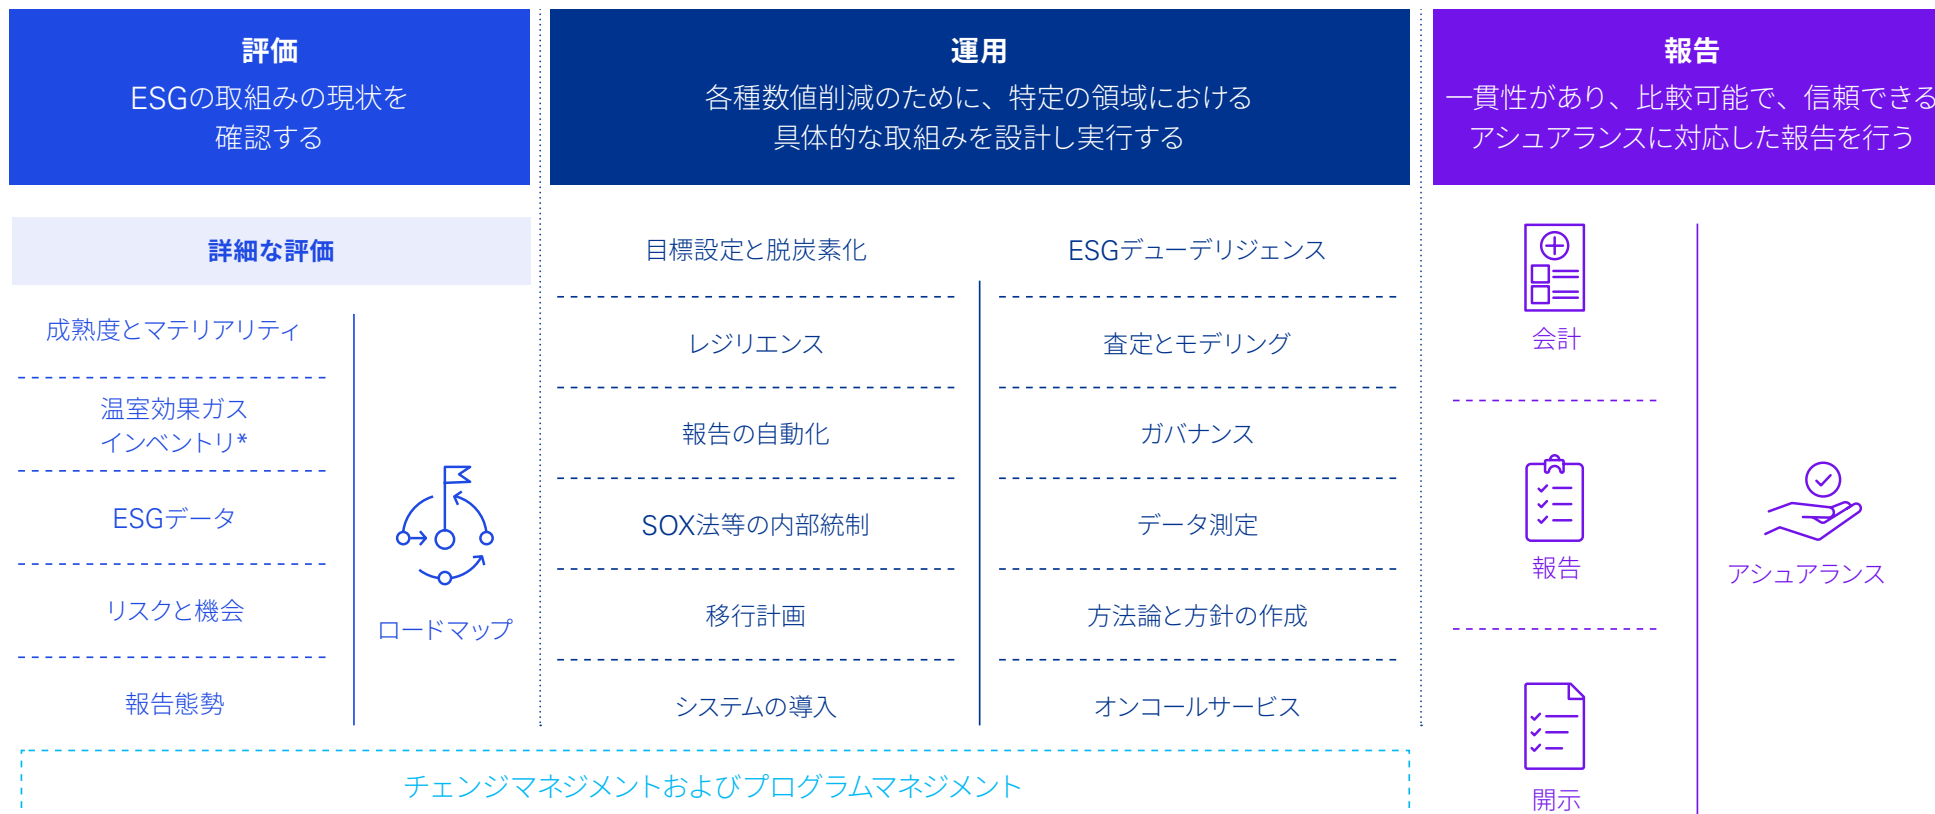 評価
ESGの取組みの現状を
確認する
詳細な評価
成熟度とマテリアリティ
温室効果ガス
インベントリ*
ESGデータ
リスクと機会
報告態勢
ロードマップ
運用
各種数値削減のために、特定の領域における
具体的な取組みを設計し実行する
目標設定と脱炭素化
レジリエンス
報告の自動化
SOX法等の内部統制
移行計画
システムの導入
ESGデューデリジェンス
査定とモデリング
ガバナンス
データ測定
方法論と方針の作成
オンコールサービス
チェンジマネジメントおよびプログラムマネジメント
報告
一貫性があり、比較可能で、信頼できる
アシュアランスに対応した報告を行う
会計
報告
開示
アシュアランス